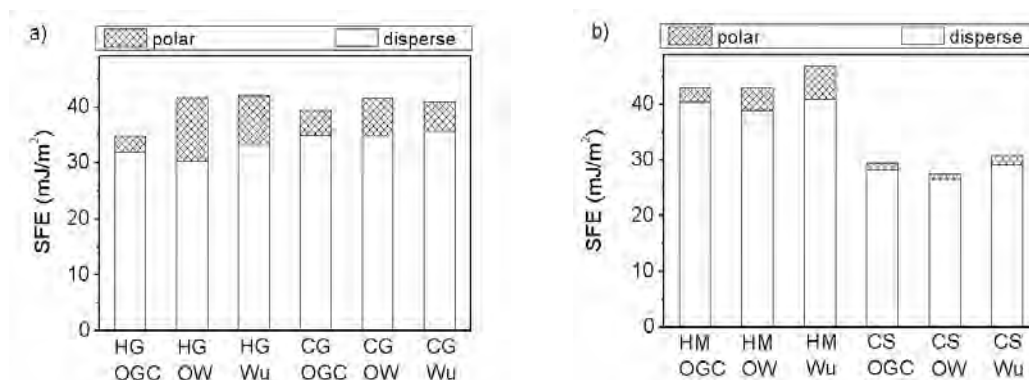 a)
polar disperse
SFE (mJ/m²)
40
30
20
10
0
HG HG HG CG CG CG
OGC OW Wu OGC OW Wu
b)
polar disperse
SFE (mJ/m²)
40
30
20
10
0
HM HM HM CS CS CS
OGC OW Wu OGC OW Wu